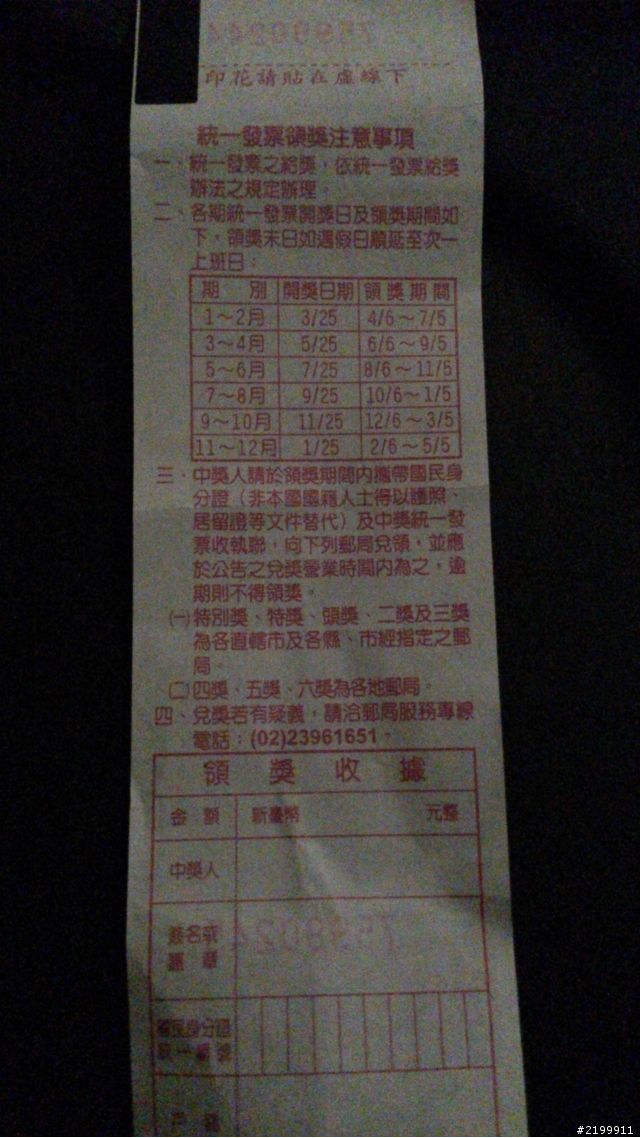 印花請貼在虛線下
統一發票領獎注意事項
一、統一發票之給獎，依統一發票給獎
辦法之規定辦理。
二、各期統一發票開獎日及領獎期間如
下，領獎末日如遇假日順延至次一
上班日：
期 別 開獎日期 領獎期間
1～2月 3/25 4/6～7/5
3～4月 5/25 6/6～9/5
5～6月 7/25 8/6～11/5
7～8月 9/25 10/6～1/5
9～10月 11/25 12/6～3/5
11～12月 1/25 2/6～5/5
三、中獎人請於領獎期間內攜帶國民身
分證（非本國國籍人士得以護照、
居留證等文件替代）及中獎統一發
票收執聯，向下列郵局兌領，並應
於公告之兌獎營業時間內為之，逾
期則不得領獎。
(一)特別獎、特獎、頭獎、二獎及三獎
為各直轄市及各縣、市經指定之郵
局。
(二)四獎、五獎、六獎為各地郵局。
四、兌獎若有疑義，請洽郵局服務專線
電話：(02)23961651。
領獎收據
金額 新臺幣 元整
中獎人
簽名或
蓋章
國民身分證
統一編號
戶籍
#2199911